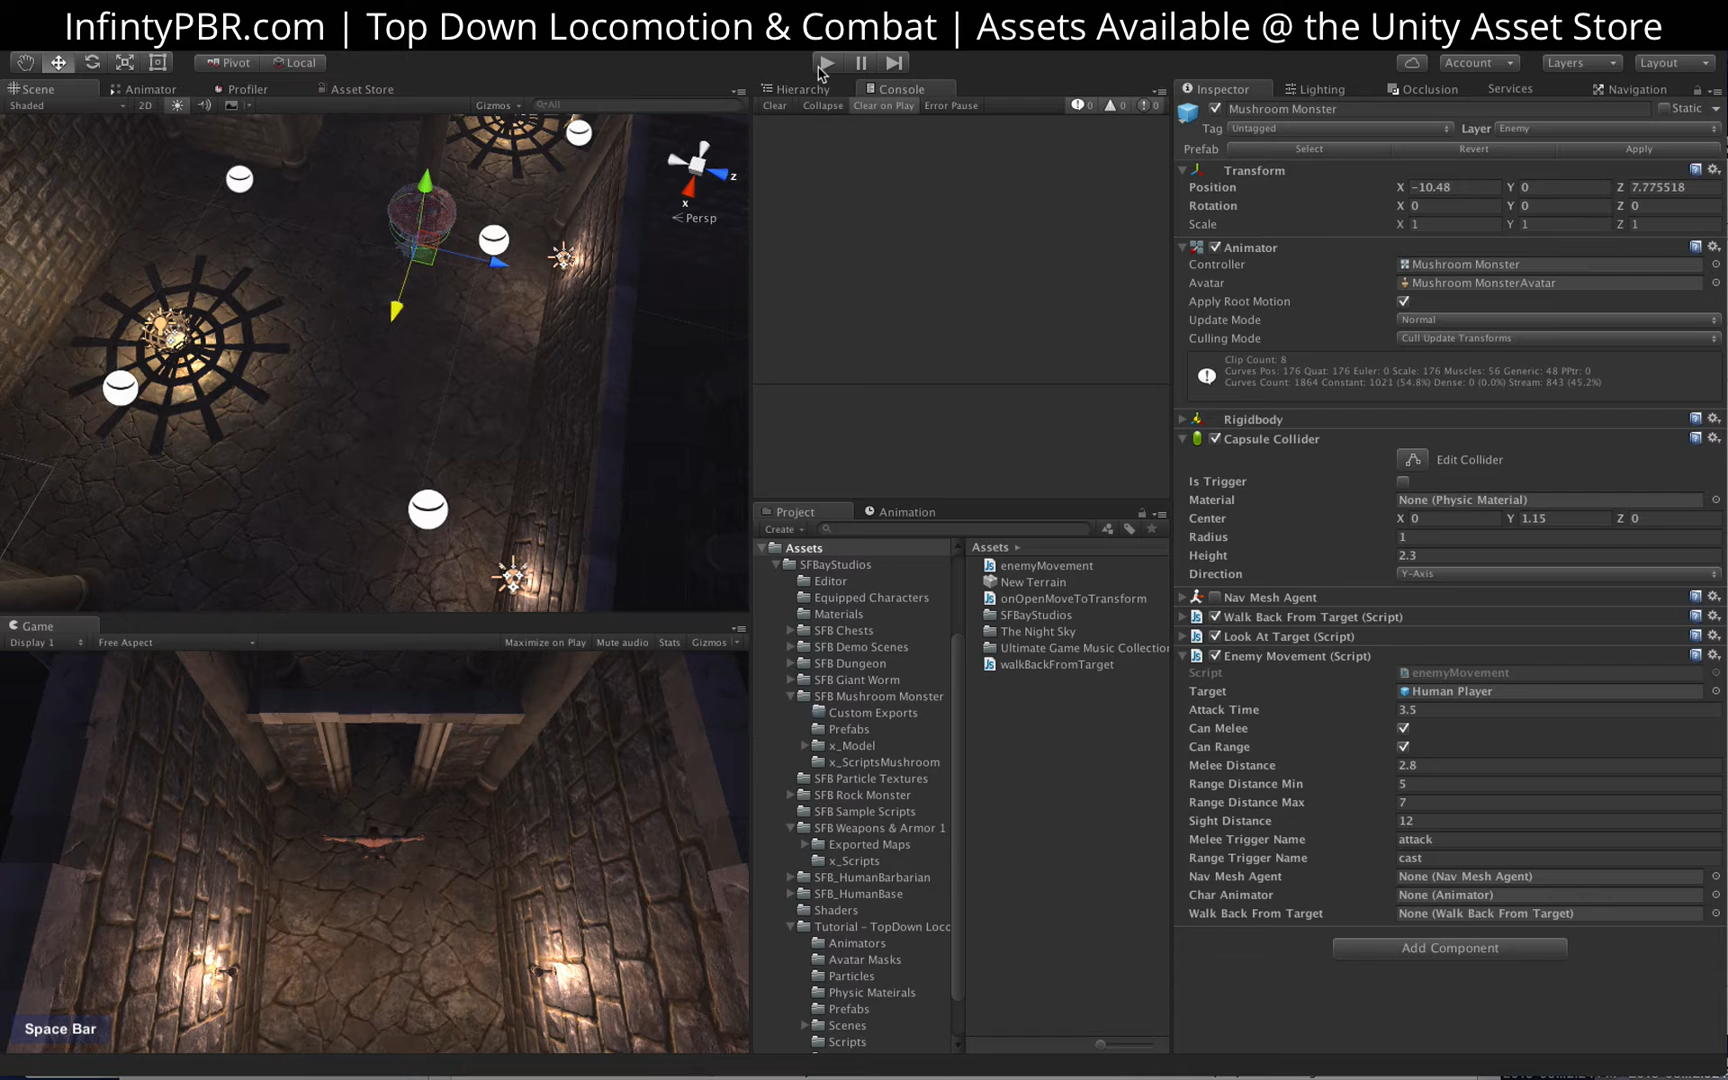 InfintyPBR.com | Top Down Locomotion & Combat | Assets Available @ the Unity Asset Store
Pivot Local Account Layers Layout
Scene Animator Profiler Asset Store
Shaded 2D Gizmos All
z
x
Persp
Game
Display 1 Free Aspect Maximize on Play Mute audio Stats Gizmos
Space Bar
Hierarchy Console
Clear Collapse Clear on Play Error Pause 0 0 0
Project Animation
Create
Assets
SFBayStudios
Editor
Equipped Characters
Materials
SFB Chests
SFB Demo Scenes
SFB Dungeon
SFB Giant Worm
SFB Mushroom Monster
Custom Exports
Prefabs
x_Model
x_ScriptsMushroom
SFB Particle Textures
SFB Rock Monster
SFB Sample Scripts
SFB Weapons & Armor 1
Exported Maps
x_Scripts
SFB_HumanBarbarian
SFB_HumanBase
Shaders
Tutorial - TopDown Loco
Animators
Avatar Masks
Particles
Physic Mateirals
Prefabs
Scenes
Scripts
Assets
enemyMovement
New Terrain
onOpenMoveToTransform
SFBayStudios
The Night Sky
Ultimate Game Music Collection
walkBackFromTarget
Inspector Lighting Occlusion Services Navigation
Mushroom Monster Static
Tag Untagged Layer Enemy
Prefab Select Revert Apply
Transform
Position X -10.48 Y 0 Z 7.775518
Rotation X 0 Y 0 Z 0
Scale X 1 Y 1 Z 1
Animator
Controller Mushroom Monster
Avatar Mushroom MonsterAvatar
Apply Root Motion
Update Mode Normal
Culling Mode Cull Update Transforms
Clip Count: 8
Curves Pos: 176 Quat: 176 Euler: 0 Scale: 176 Muscles: 56 Generic: 48 PPtr: 0
Curves Count: 1864 Constant: 1021 (54.8%) Dense: 0 (0.0%) Stream: 843 (45.2%)
Rigidbody
Capsule Collider
Edit Collider
Is Trigger
Material None (Physic Material)
Center X 0 Y 1.15 Z 0
Radius 1
Height 2.3
Direction Y-Axis
Nav Mesh Agent
Walk Back From Target (Script)
Look At Target (Script)
Enemy Movement (Script)
Script enemyMovement
Target Human Player
Attack Time 3.5
Can Melee
Can Range
Melee Distance 2.8
Range Distance Min 5
Range Distance Max 7
Sight Distance 12
Melee Trigger Name attack
Range Trigger Name cast
Nav Mesh Agent None (Nav Mesh Agent)
Char Animator None (Animator)
Walk Back From Target None (Walk Back From Target)
Add Component